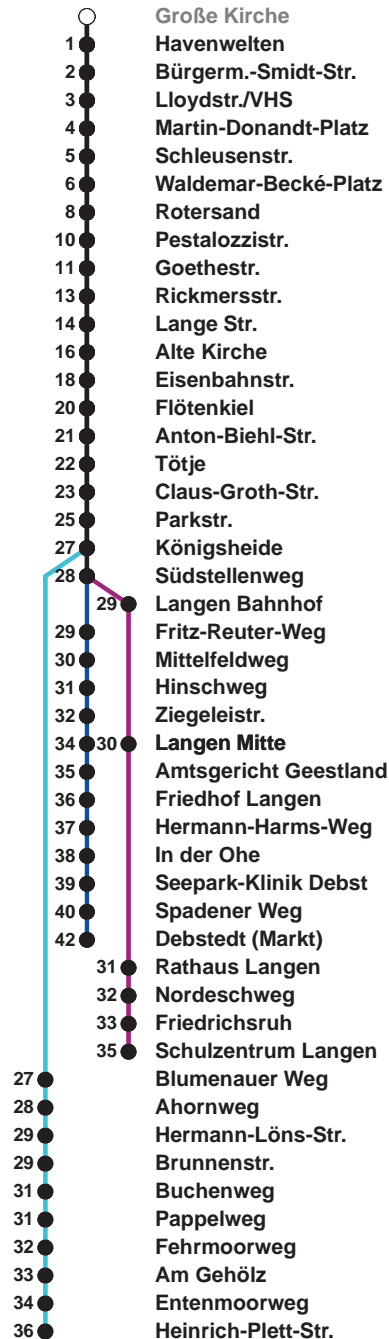 Große Kirche
1 Havenwelten
2 Bürgerm.-Smidt-Str.
3 Lloydstr./VHS
4 Martin-Donandt-Platz
5 Schleusenstr.
6 Waldemar-Becké-Platz
8 Rotersand
10 Pestalozzistr.
11 Goethestr.
13 Rickmersstr.
14 Lange Str.
16 Alte Kirche
18 Eisenbahnstr.
20 Flötenkiel
21 Anton-Biehl-Str.
22 Tötje
23 Claus-Groth-Str.
25 Parkstr.
27 Königsheide
28 Südstellenweg
29 Langen Bahnhof
29 Fritz-Reuter-Weg
30 Mittelfeldweg
31 Hinschweg
32 Ziegeleistr.
34 30 Langen Mitte
35 Amtsgericht Geestland
36 Friedhof Langen
37 Hermann-Harms-Weg
38 In der Ohe
39 Seepark-Klinik Debst
40 Spadener Weg
42 Debstedt (Markt)
31 Rathaus Langen
32 Nordeschweg
33 Friedrichsruh
35 Schulzentrum Langen
27 Blumenauer Weg
28 Ahornweg
29 Hermann-Löns-Str.
29 Brunnenstr.
31 Buchenweg
31 Pappelweg
32 Fehrmoorweg
33 Am Gehölz
34 Entenmoorweg
36 Heinrich-Plett-Str.